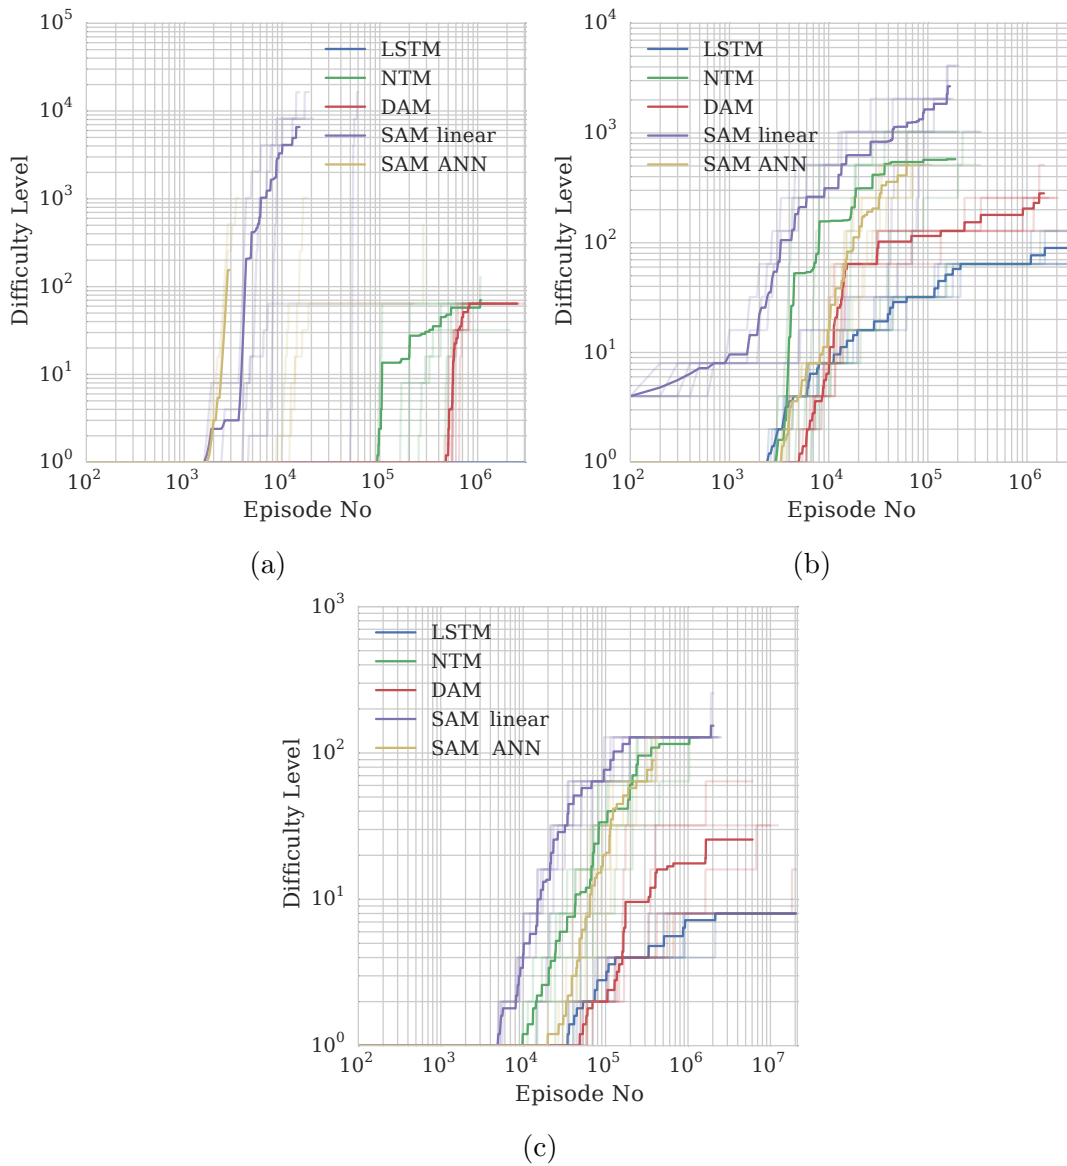 10^5
10^4
10^3
10^2
10^1
10^0
Difficulty Level
LSTM
NTM
DAM
SAM linear
SAM ANN
10^2 10^3 10^4 10^5 10^6
Episode No
(a)
10^4
10^3
10^2
10^1
10^0
Difficulty Level
LSTM
NTM
DAM
SAM linear
SAM ANN
10^2 10^3 10^4 10^5 10^6
Episode No
(b)
10^3
10^2
10^1
10^0
Difficulty Level
LSTM
NTM
DAM
SAM linear
SAM ANN
10^2 10^3 10^4 10^5 10^6 10^7
Episode No
(c)